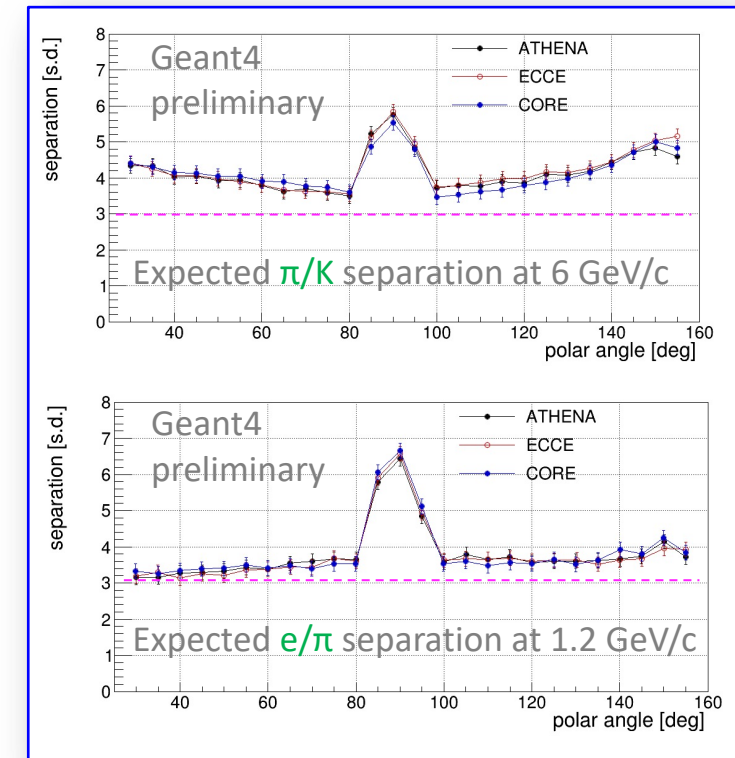 8
7
6
5
4
3
2
1
0
separation [s.d.]
Geant4
preliminary
ATHENA
ECCE
CORE
Expected π/K separation at 6 GeV/c
40 60 80 100 120 140 160
polar angle [deg]
8
7
6
5
4
3
2
1
0
separation [s.d.]
Geant4
preliminary
ATHENA
ECCE
CORE
Expected e/π separation at 1.2 GeV/c
40 60 80 100 120 140 160
polar angle [deg]